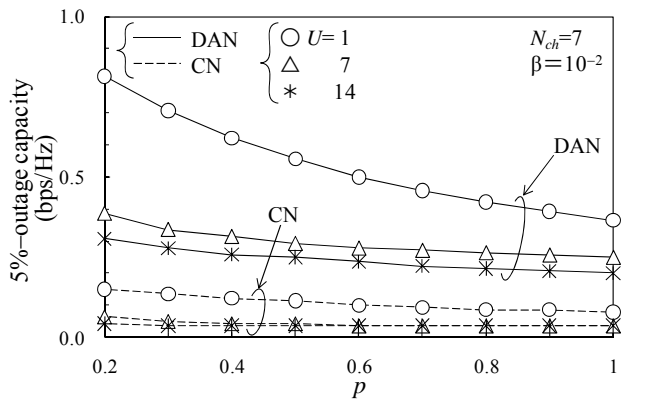 1.0
DAN
U= 1
N_ch=7
CN
7
β=10⁻²
14
5%–outage capacity
(bps/Hz)
DAN
0.5
CN
0.0
0.2
0.4
0.6
0.8
1
p